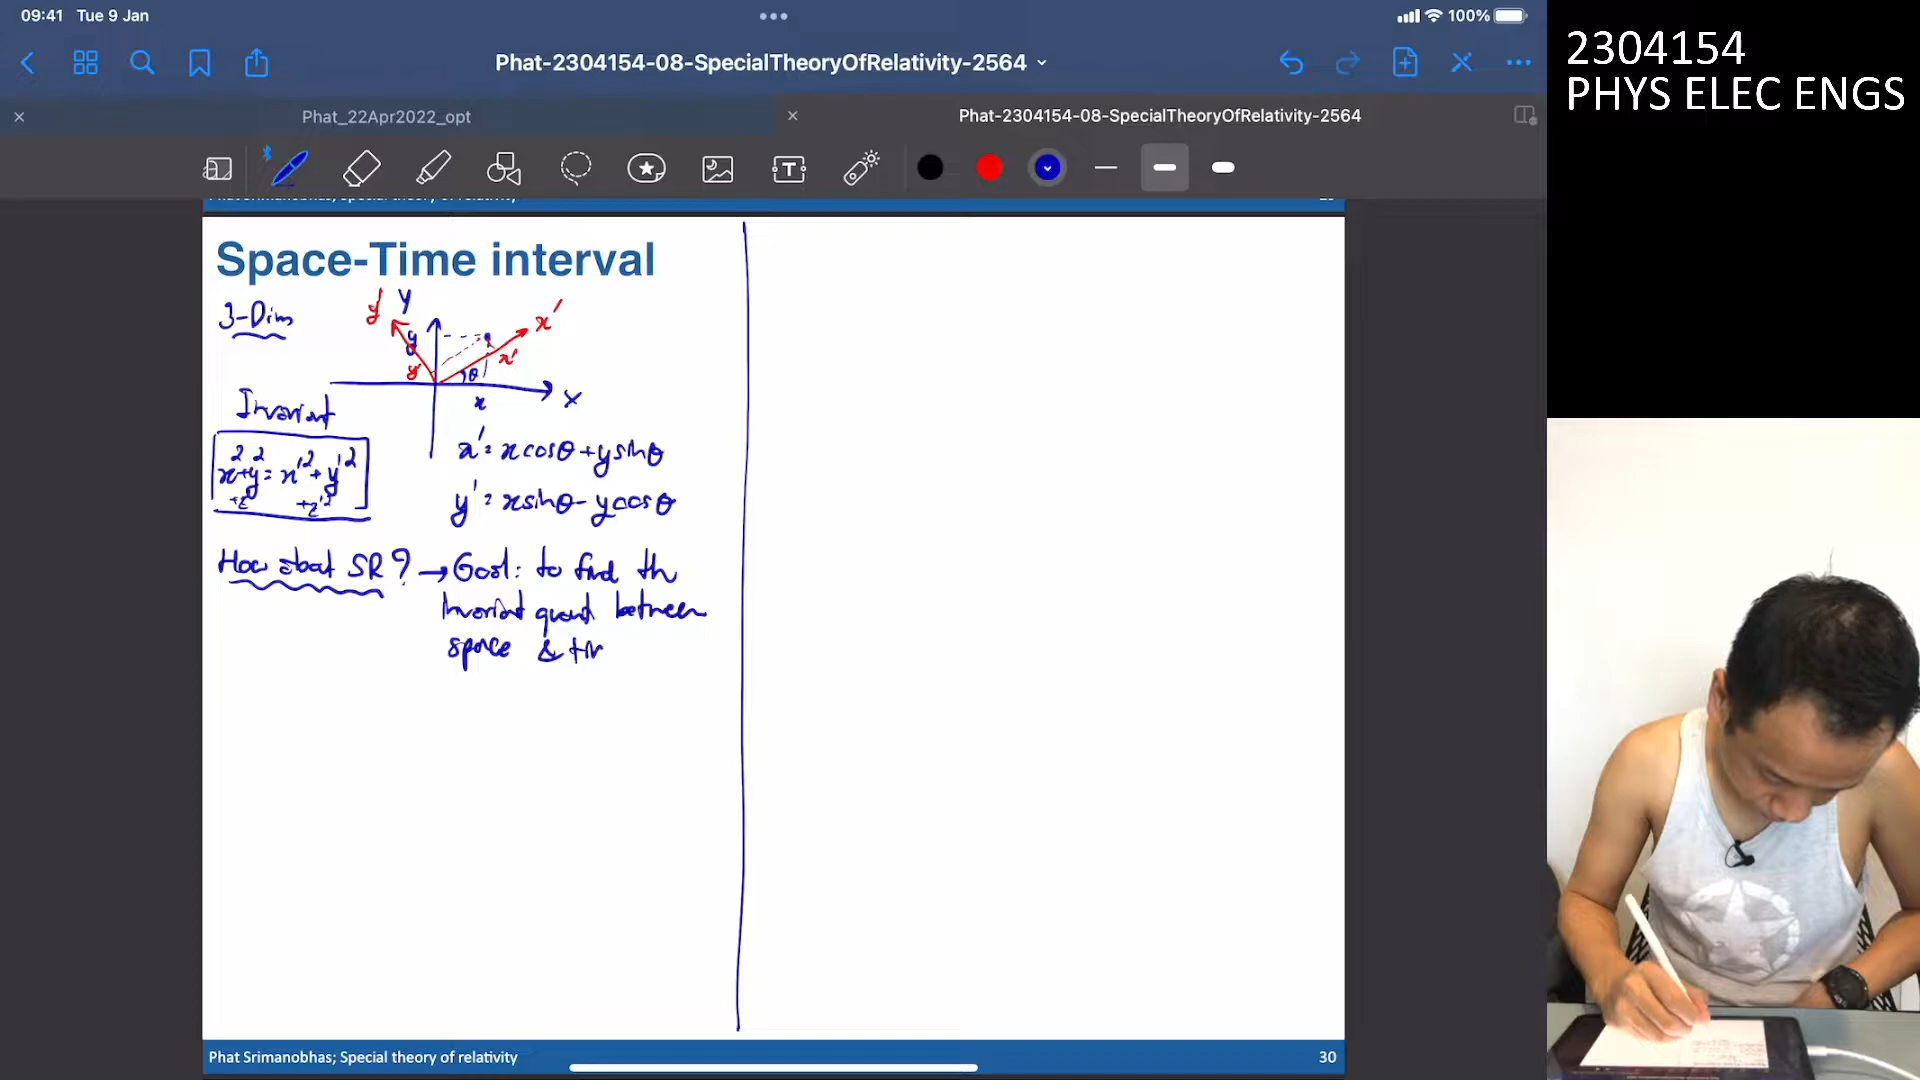 09:41 Tue 9 Jan
100%
Phat-2304154-08-SpecialTheoryOfRelativity-2564
Phat_22Apr2022_opt
Phat-2304154-08-SpecialTheoryOfRelativity-2564
2304154
PHYS ELEC ENGS
Space-Time interval
3-Dim
y' Y x'
y
y' θ x'
x X
Invariant
x²+y² = x'²+y'²
+z² +z'²
x' = x cosθ + y sinθ
y' = x sinθ - y cosθ
How about SR? → Goal: to find th
Invariant quant between
space & tim
Phat Srimanobhas; Special theory of relativity
30